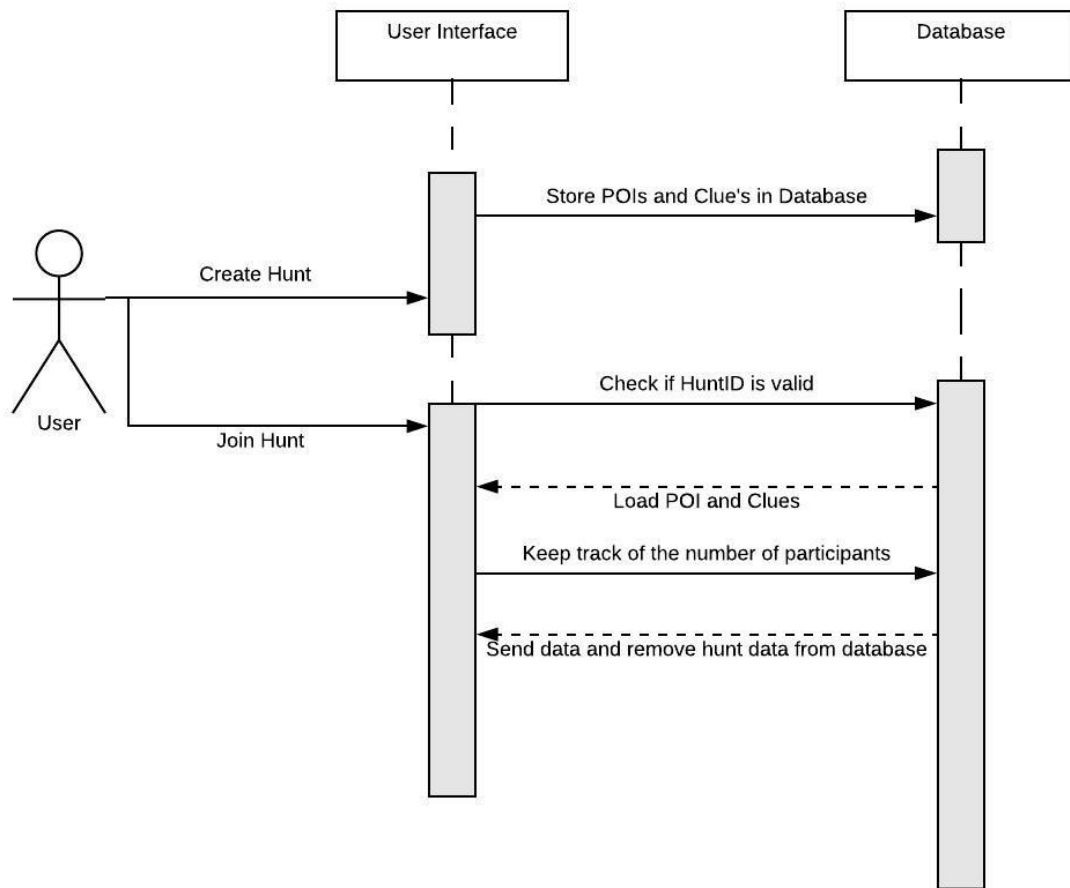 User Interface
Database
Store POIs and Clue's in Database
Create Hunt
Check if HuntID is valid
User
Join Hunt
Load POI and Clues
Keep track of the number of participants
Send data and remove hunt data from database